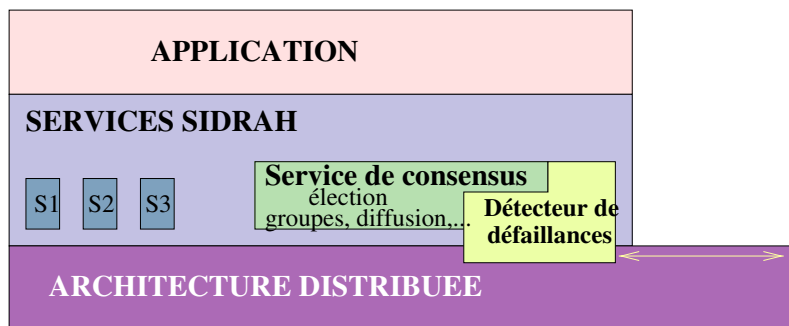 APPLICATION
SERVICES SIDRAH
S1
S2
S3
Service de consensus
élection
groupes, diffusion,...
Détecteur de
défaillances
ARCHITECTURE DISTRIBUEE